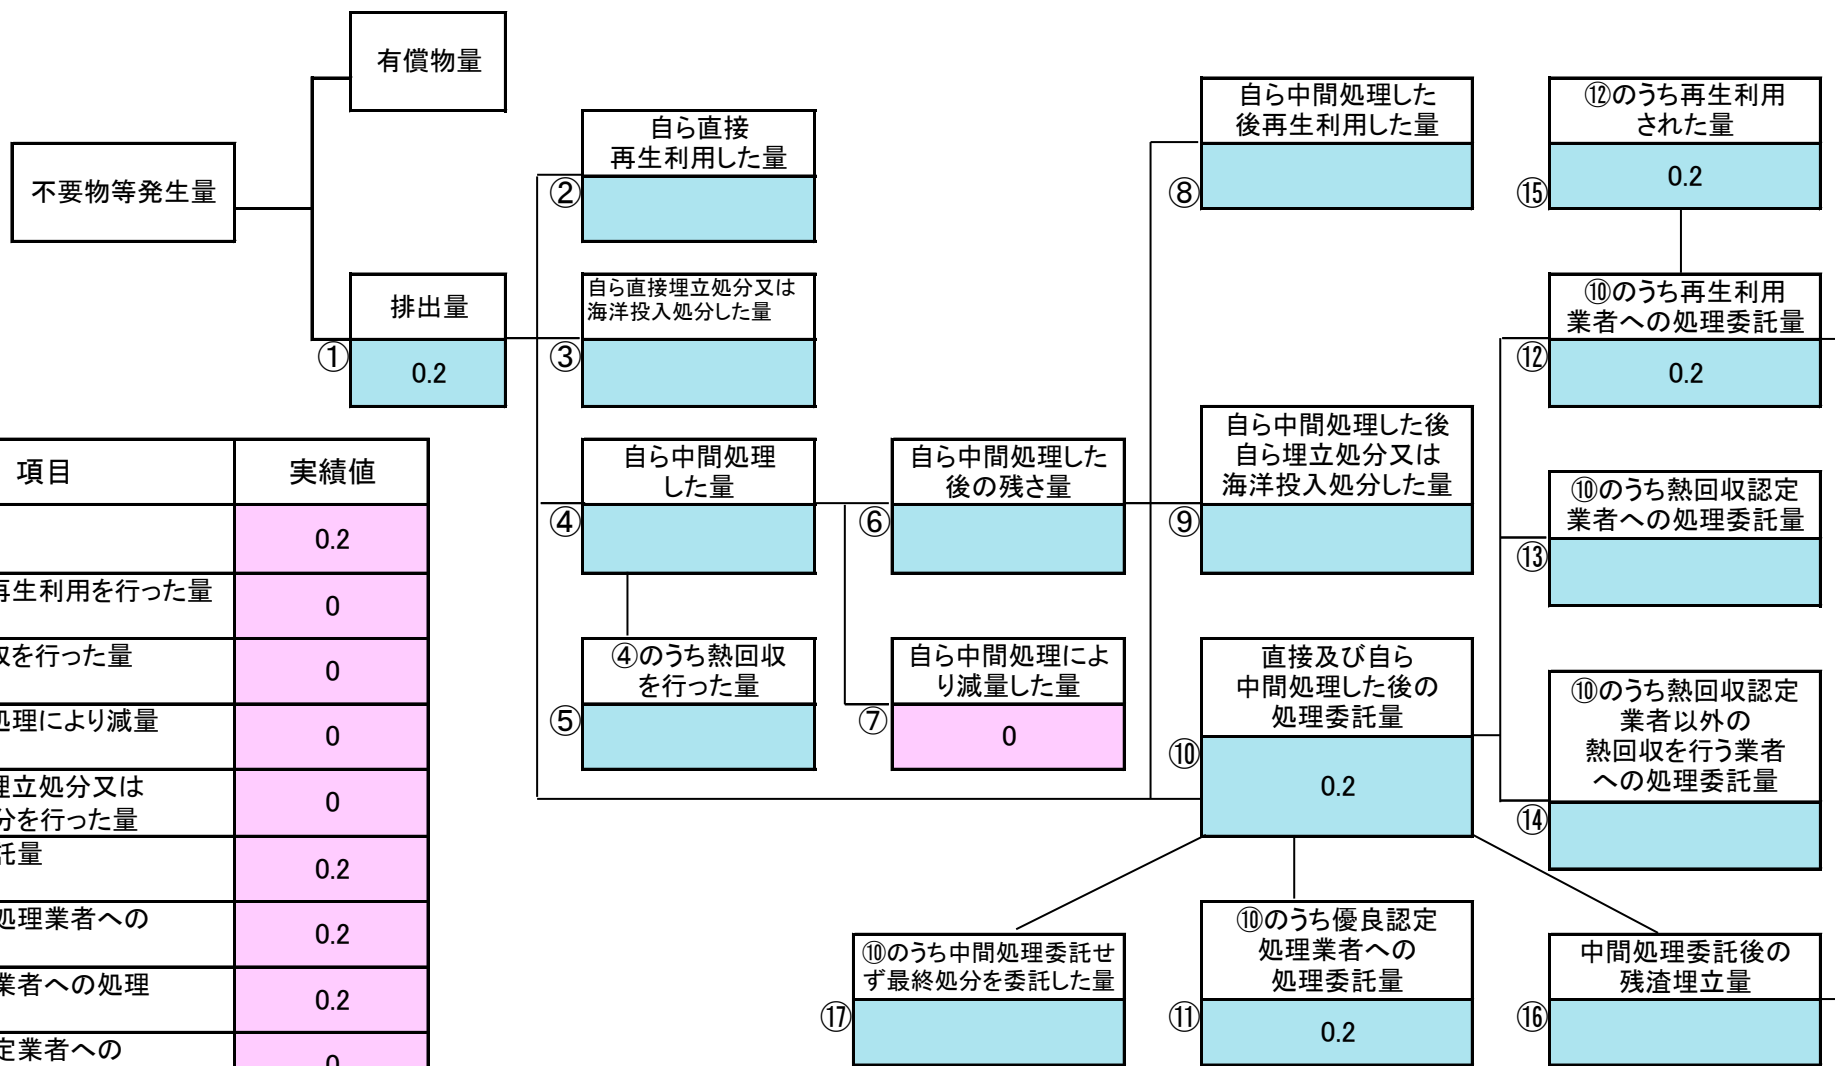 有償物量
不要物等発生量
排出量
①
0.2
自ら直接
再生利用した量
②
自ら直接埋立処分又は
海洋投入処分した量
③
自ら中間処理
した量
④
④のうち熱回収
を行った量
⑤
自ら中間処理した
後の残さ量
⑥
自ら中間処理によ
り減量した量
⑦
0
自ら中間処理した
後再生利用した量
⑧
自ら中間処理した後
自ら埋立処分又は
海洋投入処分した量
⑨
直接及び自ら
中間処理した後の
処理委託量
⑩
0.2
⑫のうち再生利用
された量
⑮
0.2
⑩のうち再生利用
業者への処理委託量
⑫
0.2
⑩のうち熱回収認定
業者への処理委託量
⑬
⑩のうち熱回収認定
業者以外の
熱回収を行う業者
への処理委託量
⑭
⑩のうち中間処理委託せ
ず最終処分を委託した量
⑰
⑩のうち優良認定
処理業者への
処理委託量
⑪
0.2
中間処理委託後の
残渣埋立量
⑯
項目 実績値
0.2
再生利用を行った量 0
を行った量 0
処理により減量 0
埋立処分又は
分を行った量 0
託量 0.2
処理業者への 0.2
業者への処理 0.2
定業者への